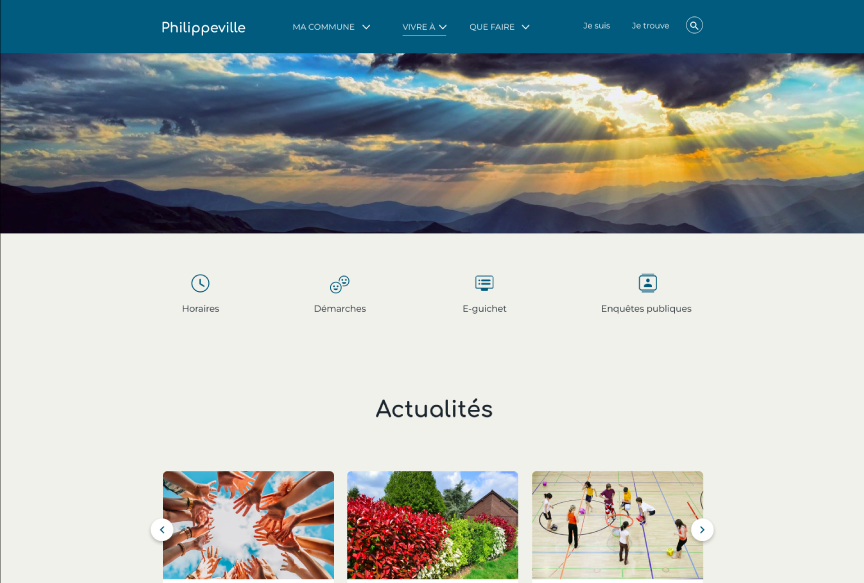 Philippeville
MA COMMUNE
VIVRE À
QUE FAIRE
Je suis
Je trouve
Horaires
Démarches
E-guichet
Enquêtes publiques
Actualités